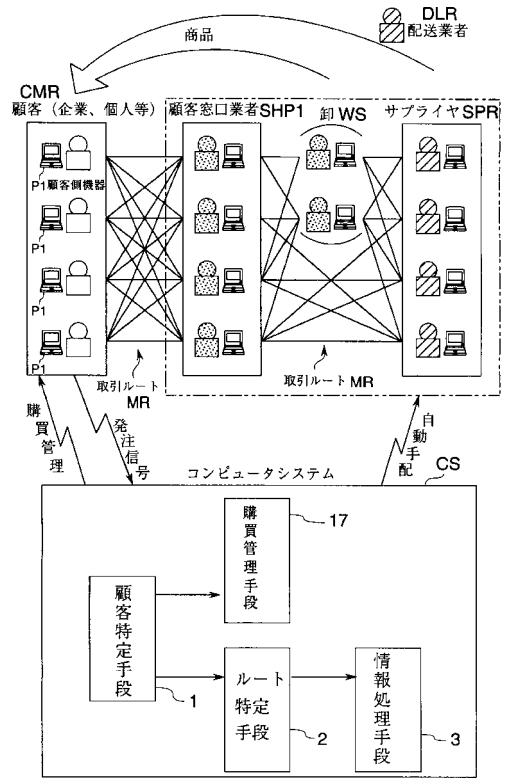 DLR
配送業者
商品
CMR
顧客（企業、個人等）
顧客窓口業者SHP1
卸WS
サプライヤSPR
P1顧客側機器
P1
P1
P1
取引ルート
MR
取引ルートMR
購買管理
発注信号
自動手配
コンピュータシステム
CS
購買管理手段
17
顧客特定手段
1
ルート
特定
手段
2
情報処理手段
3